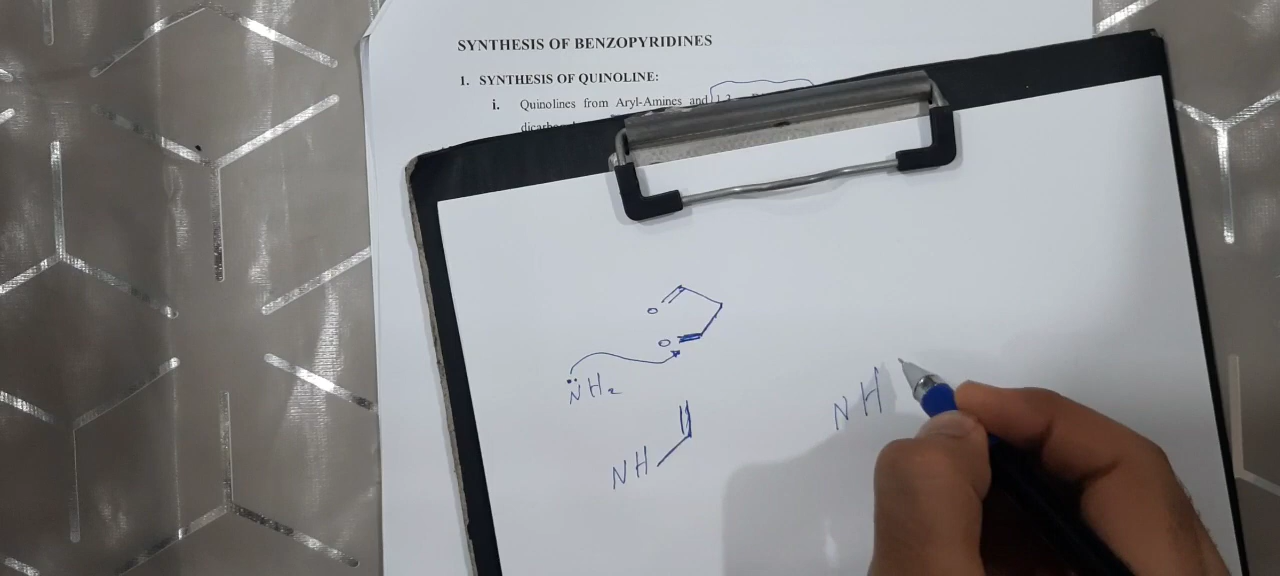 SYNTHESIS OF BENZOPYRIDINES
1. SYNTHESIS OF QUINOLINE:
i. Quinolines from Aryl-Amines and
O
O
NH2
NH
NH